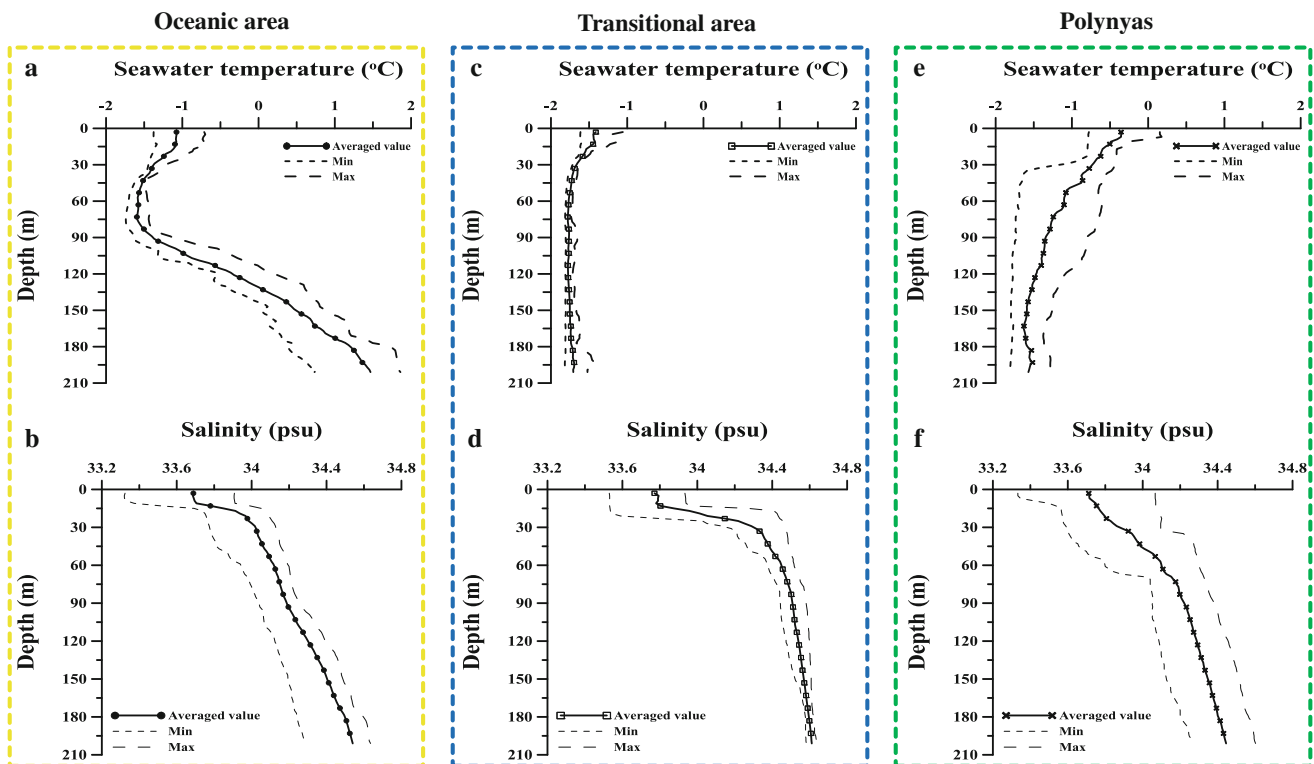 Oceanic area
Transitional area
Polynyas
a
Seawater temperature (°C)
-2 -1 0 1 2
0
30
60
90
120
150
180
210
Depth (m)
Averaged value
Min
Max
c
Seawater temperature (°C)
-2 -1 0 1 2
0
30
60
90
120
150
180
210
Depth (m)
Averaged value
Min
Max
e
Seawater temperature (°C)
-2 -1 0 1 2
0
30
60
90
120
150
180
210
Depth (m)
Averaged value
Min
Max
b
Salinity (psu)
33.2 33.6 34 34.4 34.8
0
30
60
90
120
150
180
210
Depth (m)
Averaged value
Min
Max
d
Salinity (psu)
33.2 33.6 34 34.4 34.8
0
30
60
90
120
150
180
210
Depth (m)
Averaged value
Min
Max
f
Salinity (psu)
33.2 33.6 34 34.4 34.8
0
30
60
90
120
150
180
210
Depth (m)
Averaged value
Min
Max